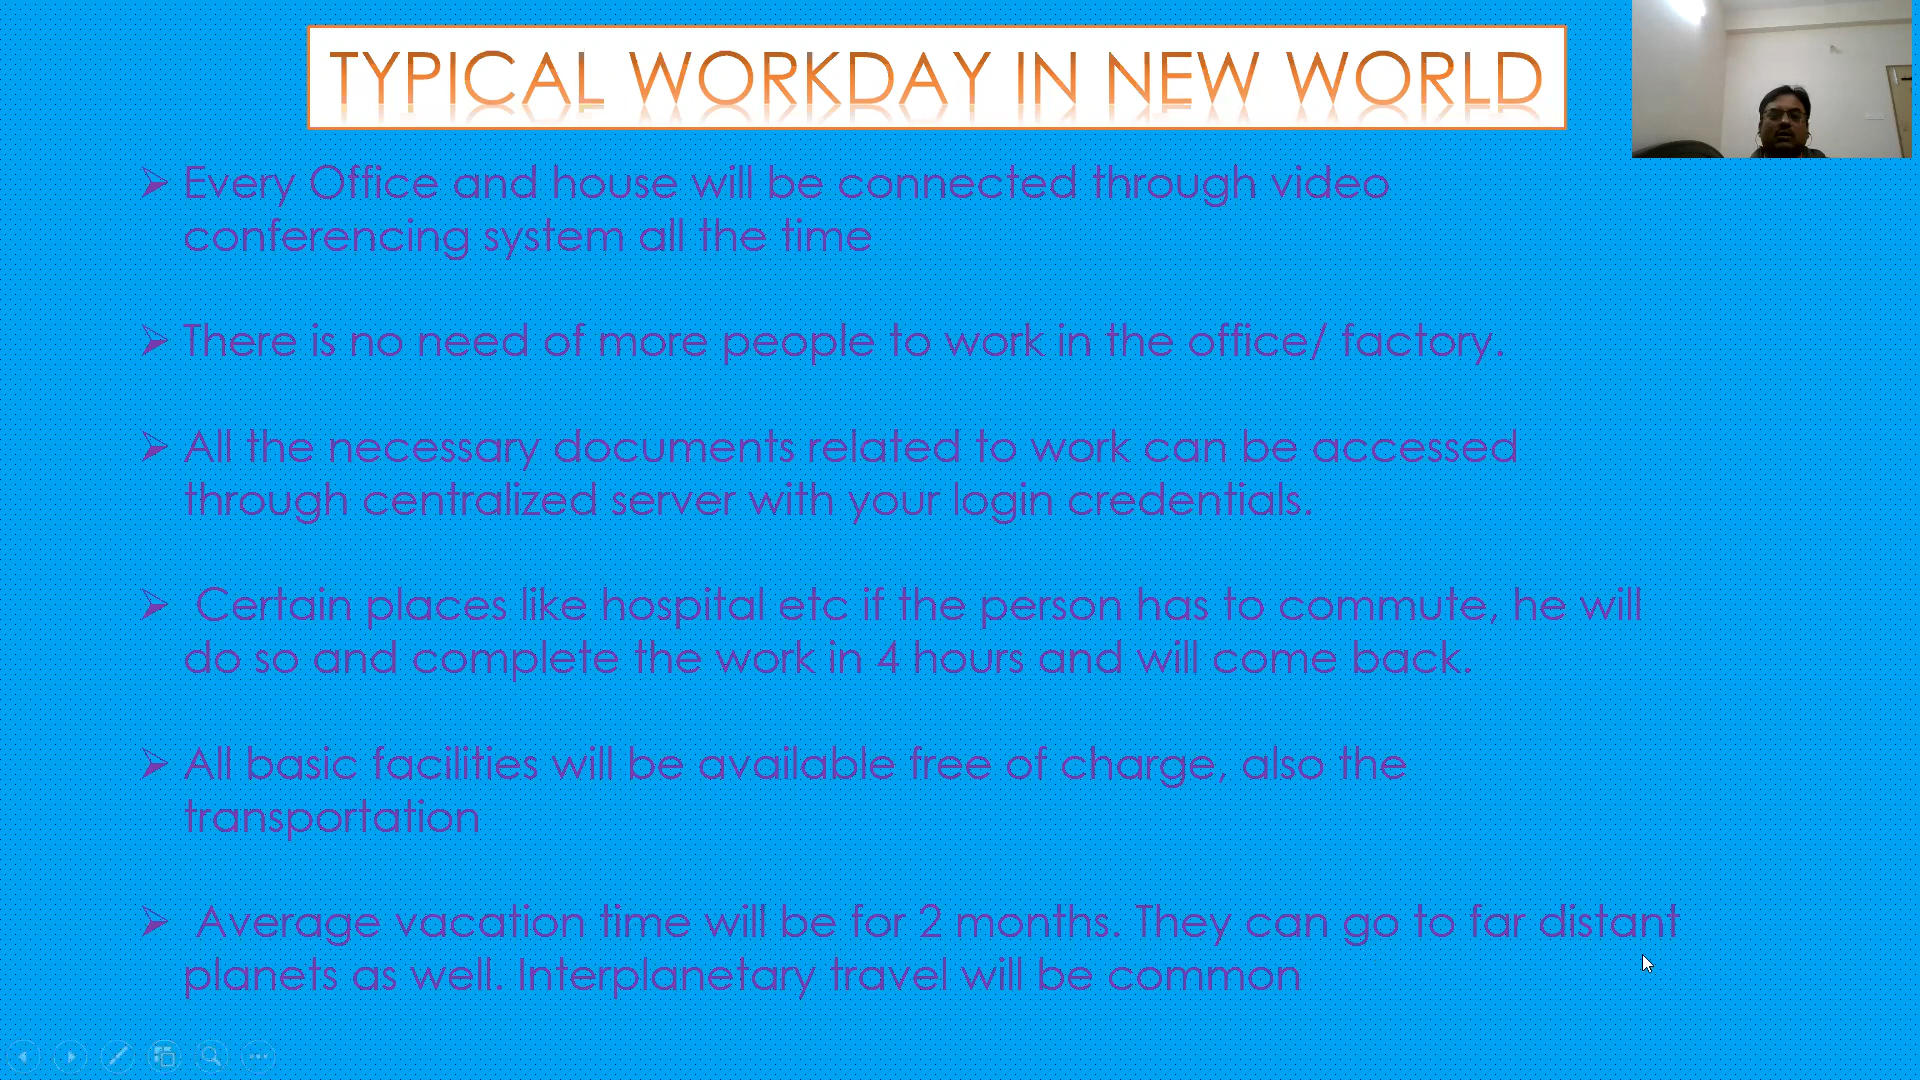 TYPICAL WORKDAY IN NEW WORLD
Every Office and house will be connected through video
conferencing system all the time
There is no need of more people to work in the office/ factory.
All the necessary documents related to work can be accessed
through centralized server with your login credentials.
Certain places like hospital etc if the person has to commute, he will
do so and complete the work in 4 hours and will come back.
All basic facilities will be available free of charge, also the
transportation
Average vacation time will be for 2 months. They can go to far distant
planets as well. Interplanetary travel will be common